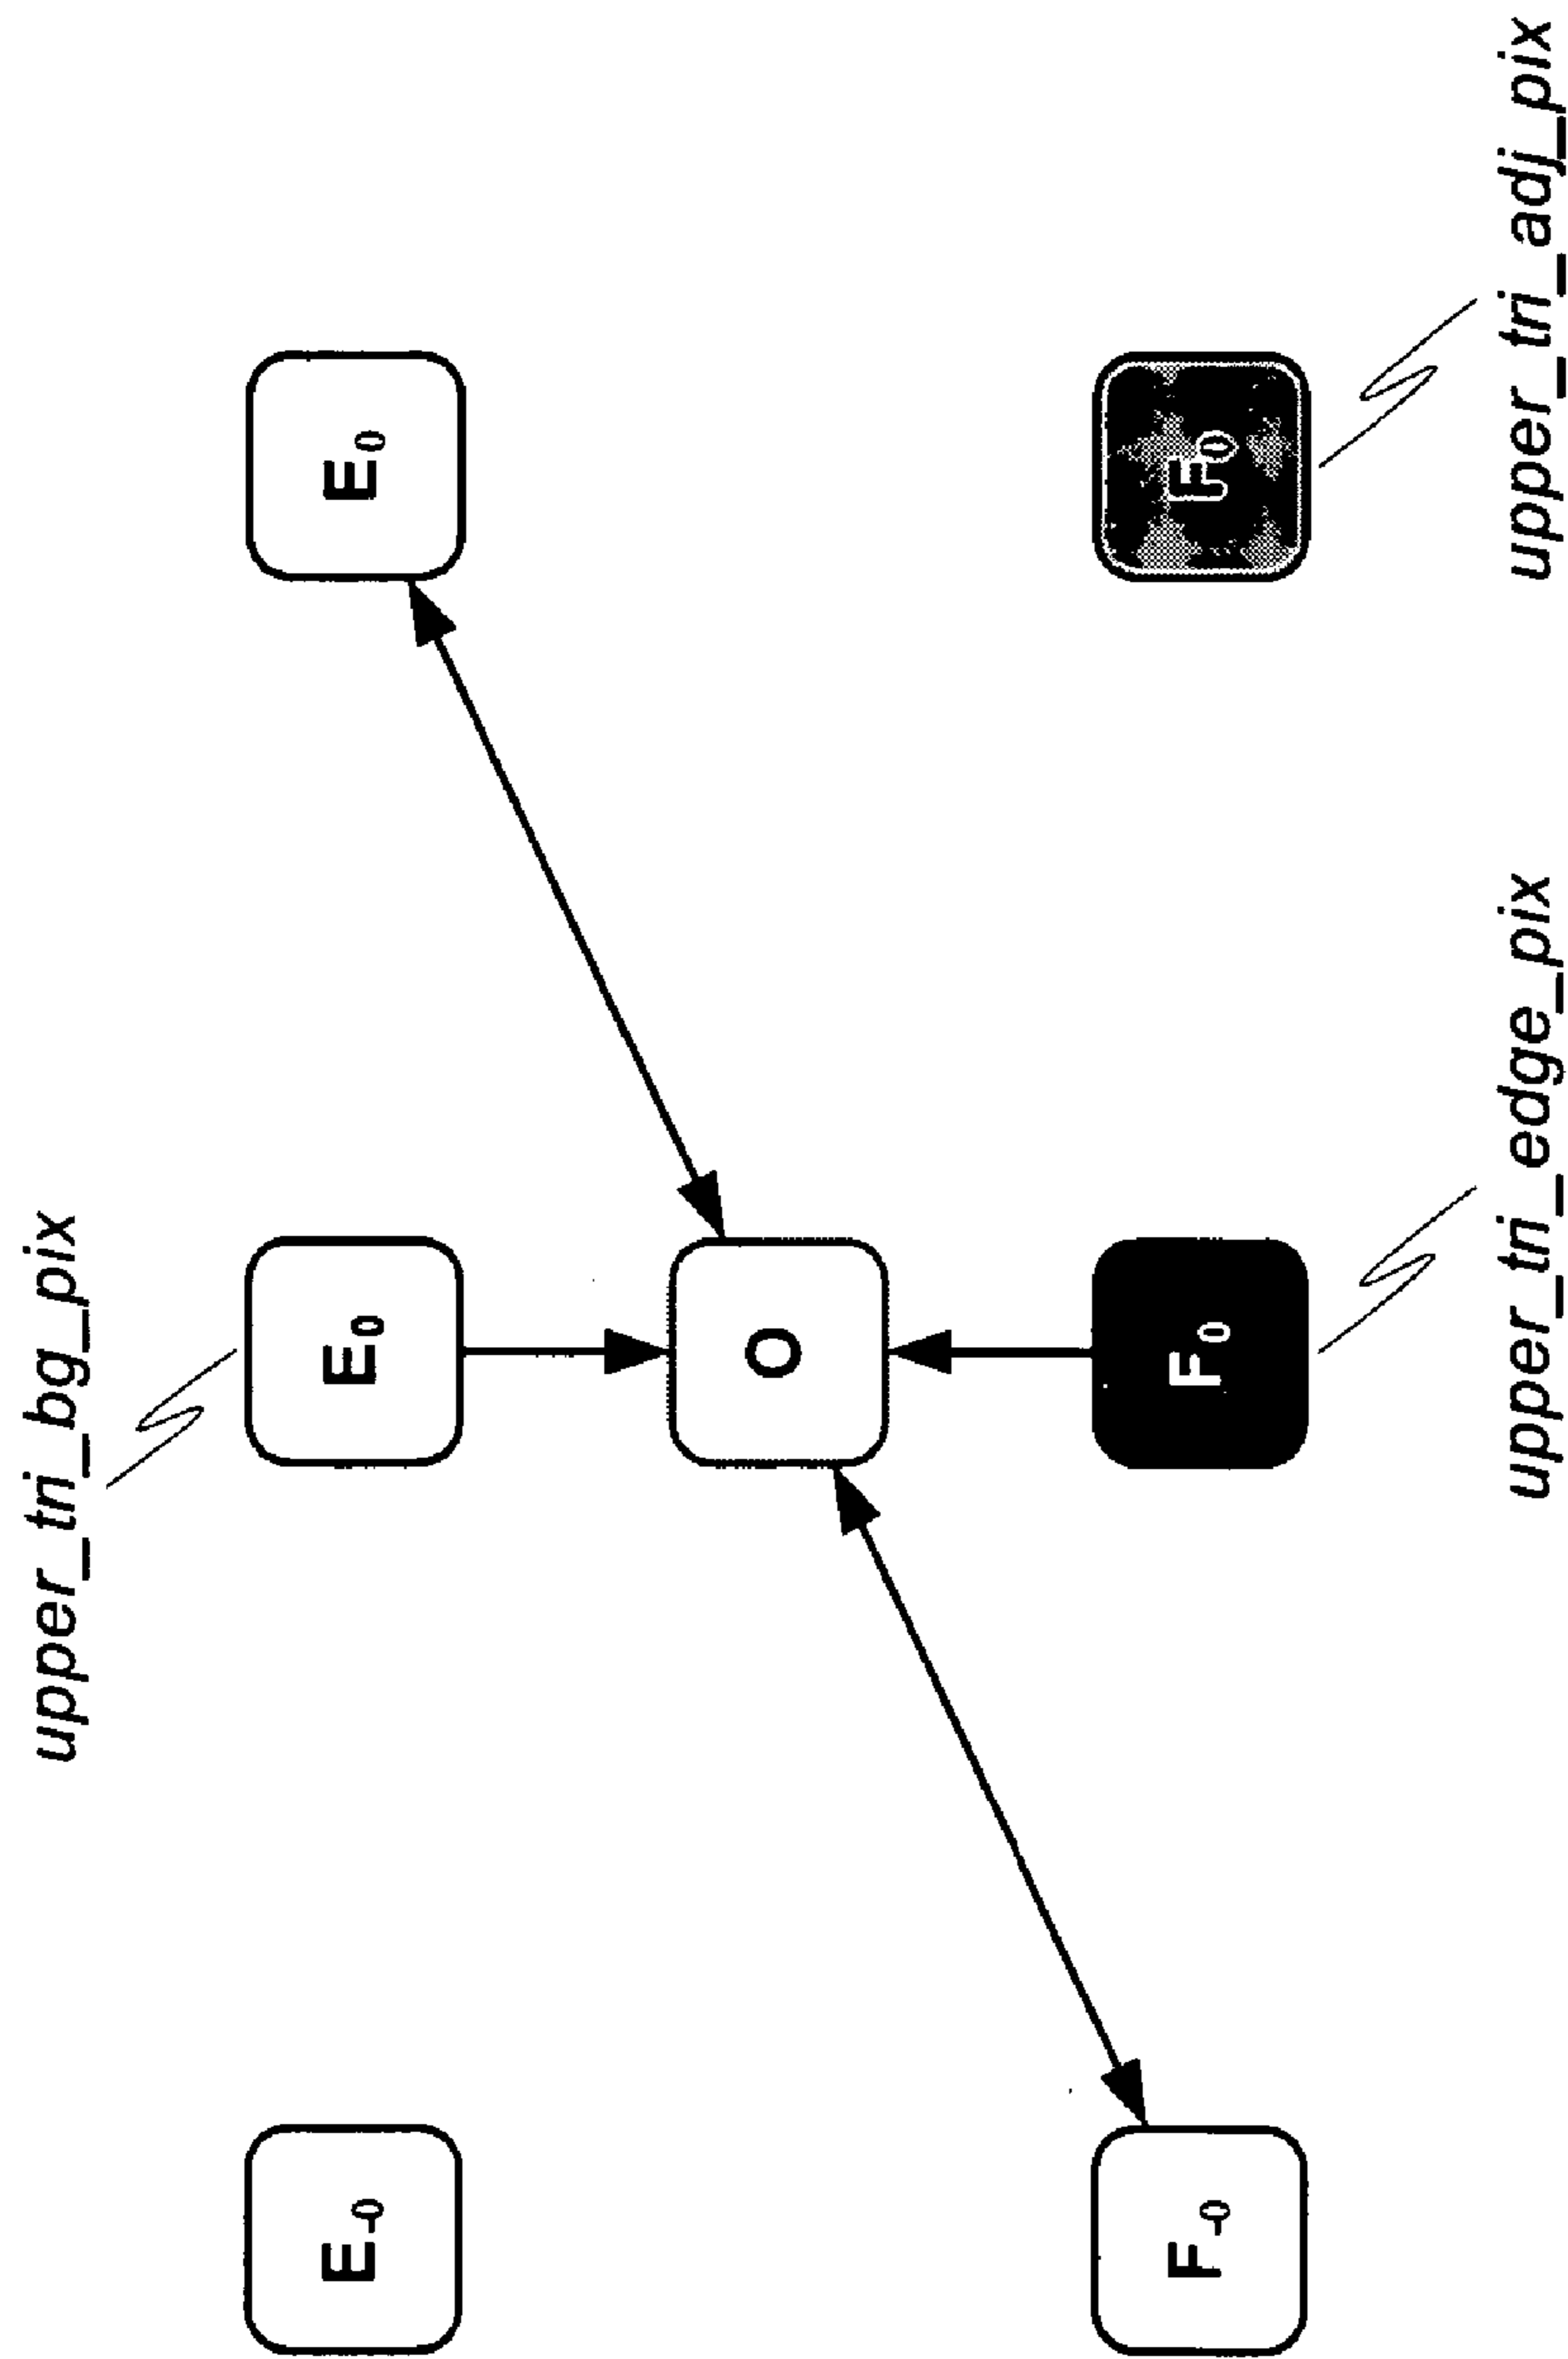 upper_tri_bg_pix
E-0
E0
E0
O
F-0
F0
F0
upper_tri_edge_pix
upper_tri_adj_pix